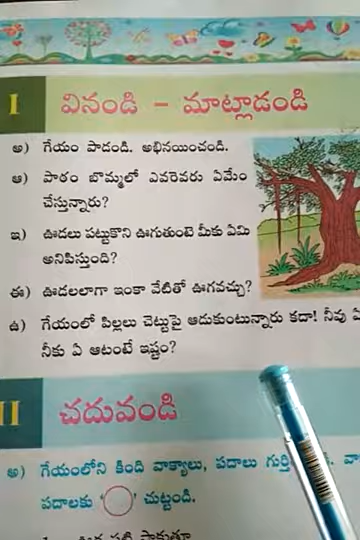 I వినండి - మాట్లాడండి
అ) గేయం పాడండి. అభినయించండి.
ఆ) పాఠం బొమ్మలో ఎవరెవరు ఏమేం
చేస్తున్నారు?
ఇ) ఊడలు పట్టుకొని ఊగుతుంటె మీకు ఏమి
అనిపిస్తుంది?
ఈ) ఊడలలాగా ఇంకా వేటితో ఊగవచ్చు?
ఉ) గేయంలో పిల్లలు చెట్టుపై ఆడుకుంటున్నారు కదా! నీవు
నీకు ఏ ఆటంటే ఇష్టం?
II చదువండి
అ) గేయంలోని కింది వాక్యాలు, పదాలు
పదాలకు ' ' చుట్టండి.